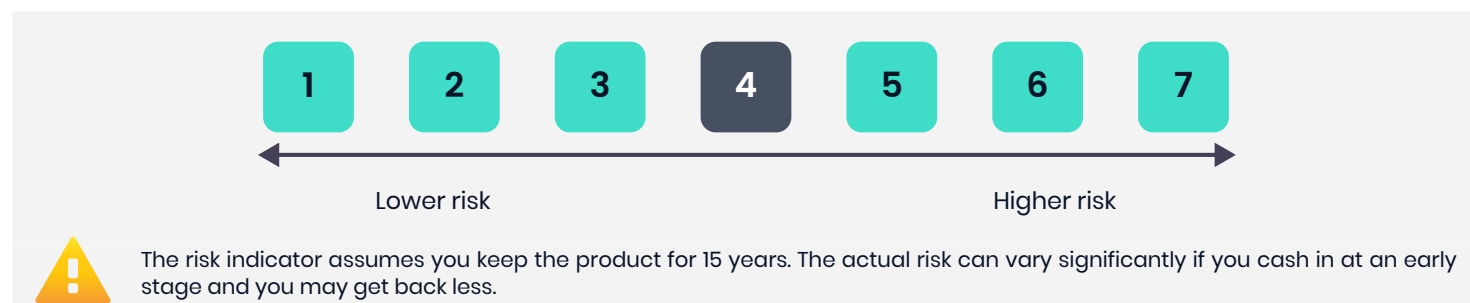 1 2 3 4 5 6 7
Lower risk Higher risk
The risk indicator assumes you keep the product for 15 years. The actual risk can vary significantly if you cash in at an early
stage and you may get back less.